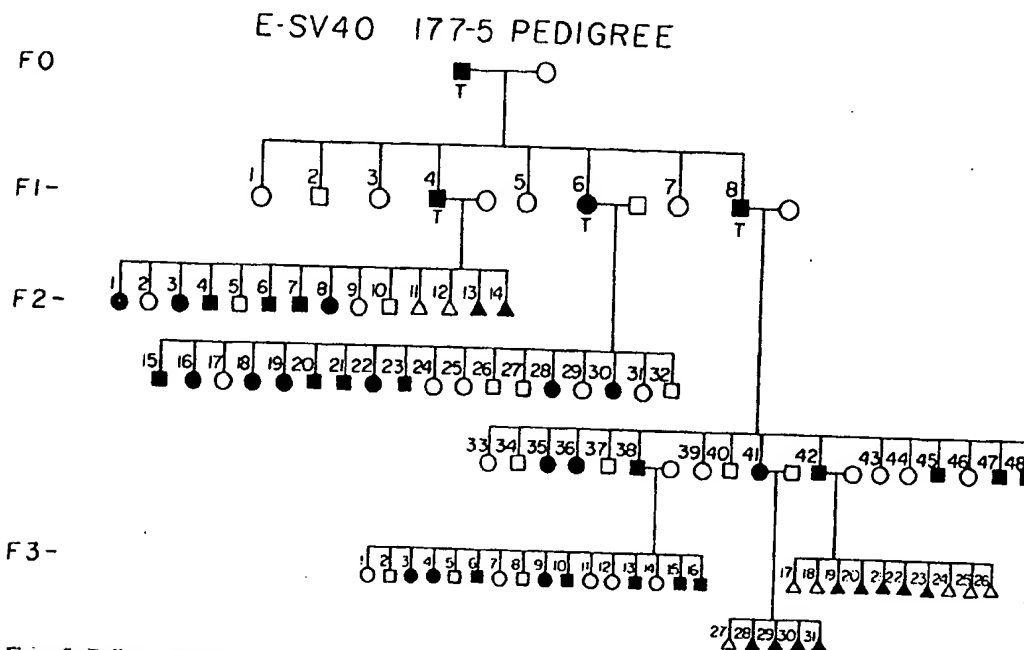 E-SV40 177-5 PEDIGREE
F0
T
1 2 3 4 5 6 7 8
F1-
T T T
1 2 3 4 5 6 7 8 9 10 11 12 13 14
F2-
15 16 17 18 19 20 21 22 23 24 25 26 27 28 29 30 31 32
33 34 35 36 37 38 39 40 41 42 43 44 45 46 47 48
F3-
1 2 3 4 5 6 7 8 9 10 11 12 13 14 15 16 17 18 19 20 21 22 23 24 25 26
27 28 29 30 31